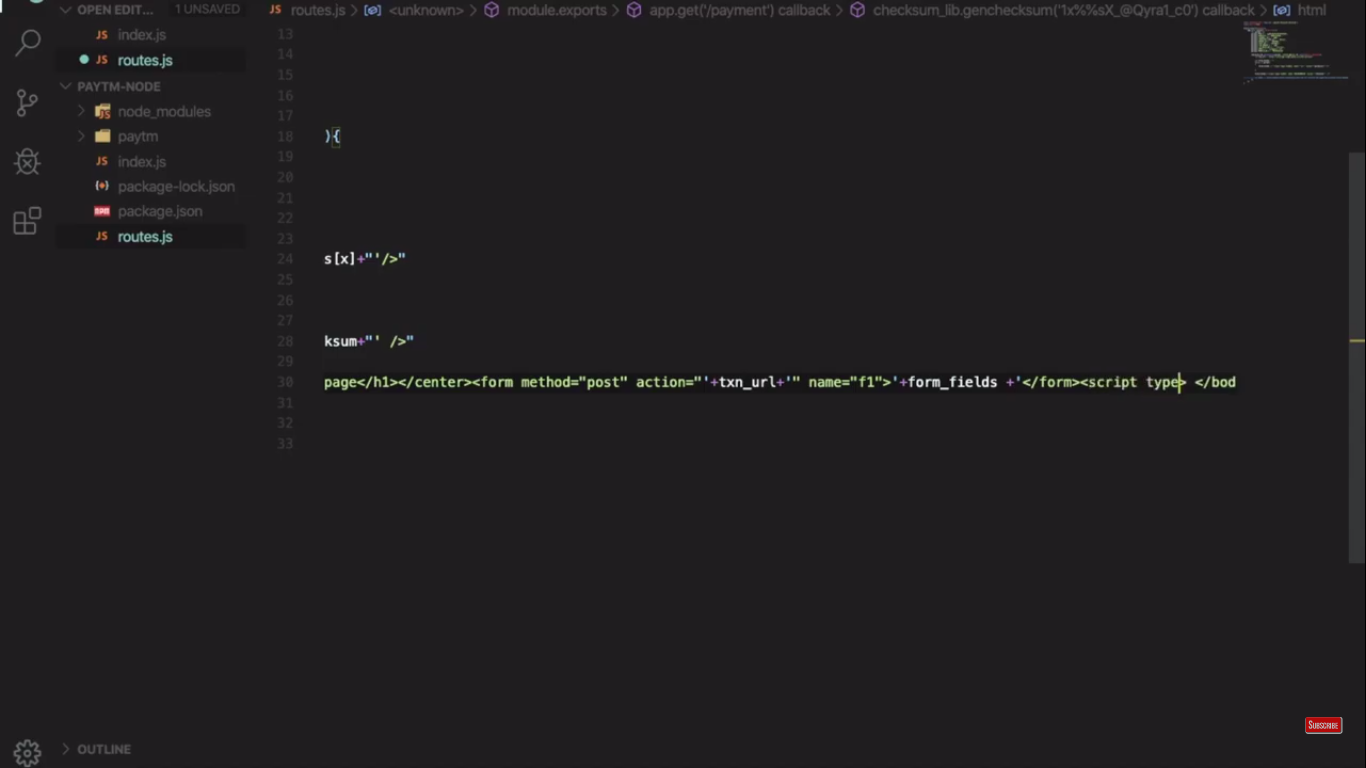 OPEN EDIT... 1 UNSAVED
JS index.js
JS routes.js
PAYTM-NODE
node_modules
paytm
JS index.js
package-lock.json
npm package.json
JS routes.js
OUTLINE
JS routes.js > <unknown> > module.exports > app.get('/payment') callback > checksum_lib.genchecksum('1x%%sX_@Qyra1_c0') callback > html
13
14
15
16
17
18 ){
19
20
21
22
23
24 s[x]+"'/>"
25
26
27
28 ksum+"' />"
29
30 page</h1></center><form method="post" action="'+txn_url+'" name="f1">'+form_fields +'</form><script type> </bod
31
32
33
SUBSCRIBE